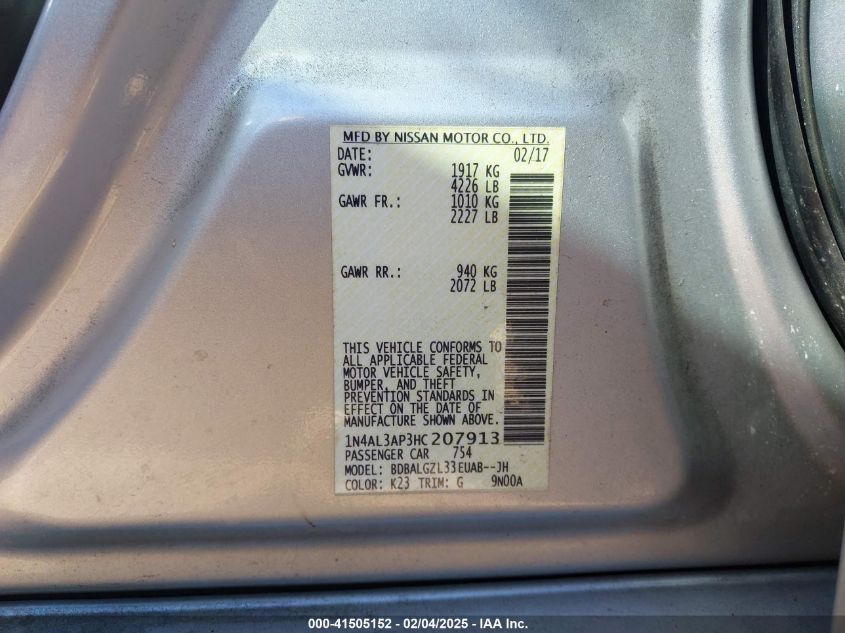 MFD BY NISSAN MOTOR CO., LTD.
DATE: 02/17
GVWR: 1917 KG
4226 LB
GAWR FR.: 1010 KG
2227 LB
GAWR RR.: 940 KG
2072 LB
THIS VEHICLE CONFORMS TO
ALL APPLICABLE FEDERAL
MOTOR VEHICLE SAFETY,
BUMPER, AND THEFT
PREVENTION STANDARDS IN
EFFECT ON THE DATE OF
MANUFACTURE SHOWN ABOVE.
1N4AL3AP3HC207913
PASSENGER CAR 754
MODEL: BDBALGZL33EUAB--JH
COLOR: K23 TRIM: G 9N00A
000-41505152 - 02/04/2025 - IAA Inc.